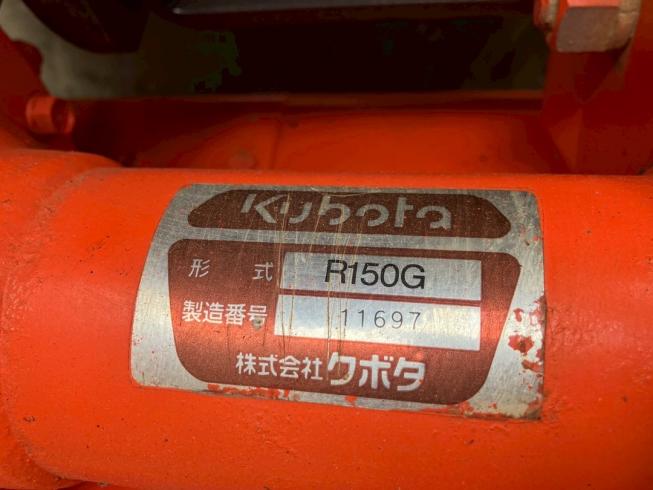 Kubota
形式 R150G
製造番号 11697
株式会社クボタ